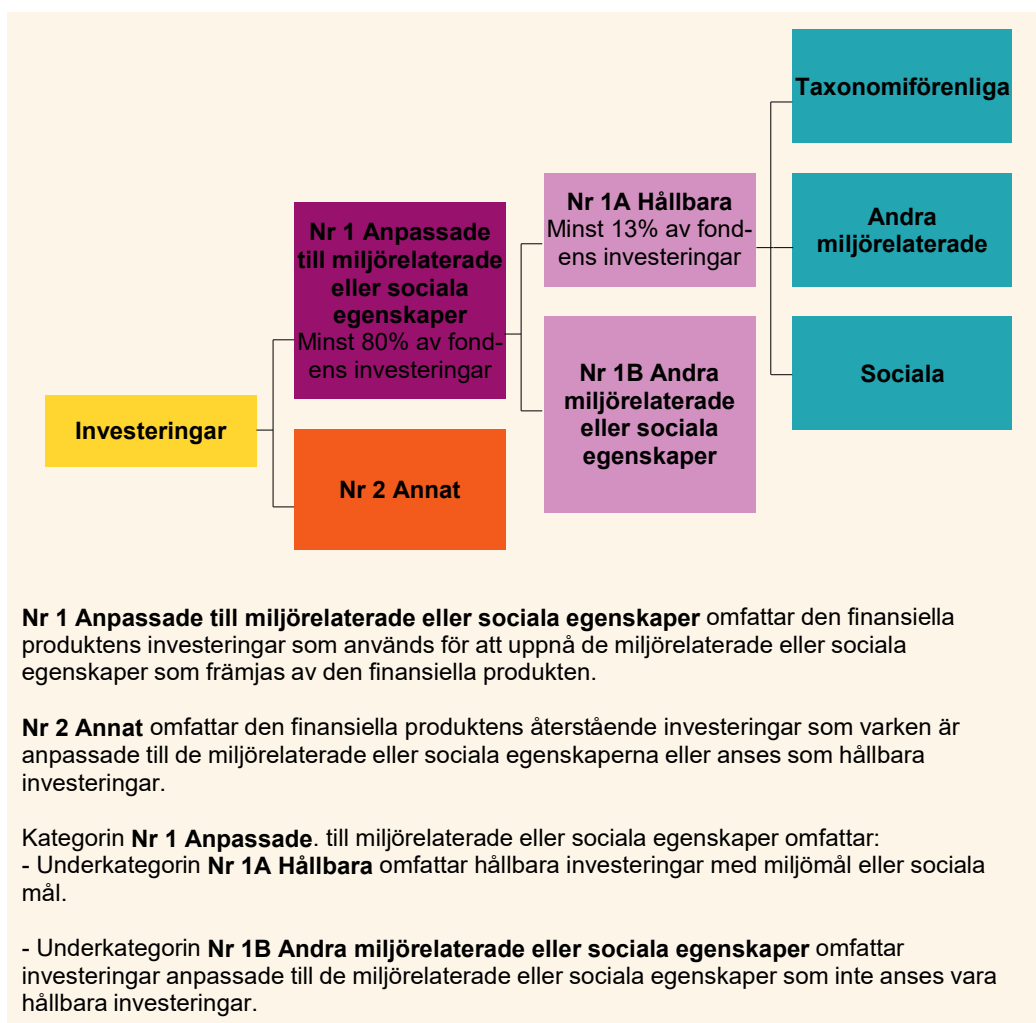 Taxonomiförenliga
Nr 1A Hållbara
Minst 13% av fond-
ens investeringar
Nr 1 Anpassade
till miljörelaterade
eller sociala
egenskaper
Minst 80% av fond-
ens investeringar
Andra
miljörelaterade
Nr 1B Andra
miljörelaterade
eller sociala
egenskaper
Sociala
Investeringar
Nr 2 Annat
Nr 1 Anpassade till miljörelaterade eller sociala egenskaper omfattar den finansiella
produktens investeringar som används för att uppnå de miljörelaterade eller sociala
egenskaper som främjas av den finansiella produkten.
Nr 2 Annat omfattar den finansiella produktens återstående investeringar som varken är
anpassade till de miljörelaterade eller sociala egenskaperna eller anses som hållbara
investeringar.
Kategorin Nr 1 Anpassade. till miljörelaterade eller sociala egenskaper omfattar:
- Underkategorin Nr 1A Hållbara omfattar hållbara investeringar med miljömål eller sociala
mål.
- Underkategorin Nr 1B Andra miljörelaterade eller sociala egenskaper omfattar
investeringar anpassade till de miljörelaterade eller sociala egenskaper som inte anses vara
hållbara investeringar.